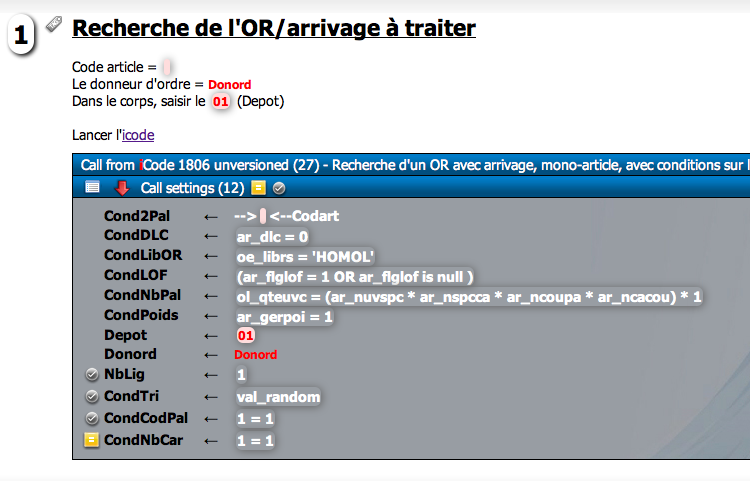 1 Recherche de l'OR/arrivage à traiter
Code article =
Le donneur d'ordre = Donord
Dans le corps, saisir le 01 (Depot)
Lancer l'icode
Call from iCode 1806 unversioned (27) - Recherche d'un OR avec arrivage, mono-article, avec conditions sur l
Call settings (12)
Cond2Pal ← --> <--Codart
CondDLC ← ar_dlc = 0
CondLibOR ← oe_librs = 'HOMOL'
CondLOF ← (ar_flglof = 1 OR ar_flglof is null )
CondNbPal ← ol_qteuvc = (ar_nuvspc * ar_nspcca * ar_ncoupa * ar_ncacou) * 1
CondPoids ← ar_gerpoi = 1
Depot ← 01
Donord ← Donord
NbLig ← 1
CondTri ← val_random
CondCodPal ← 1 = 1
CondNbCar ← 1 = 1